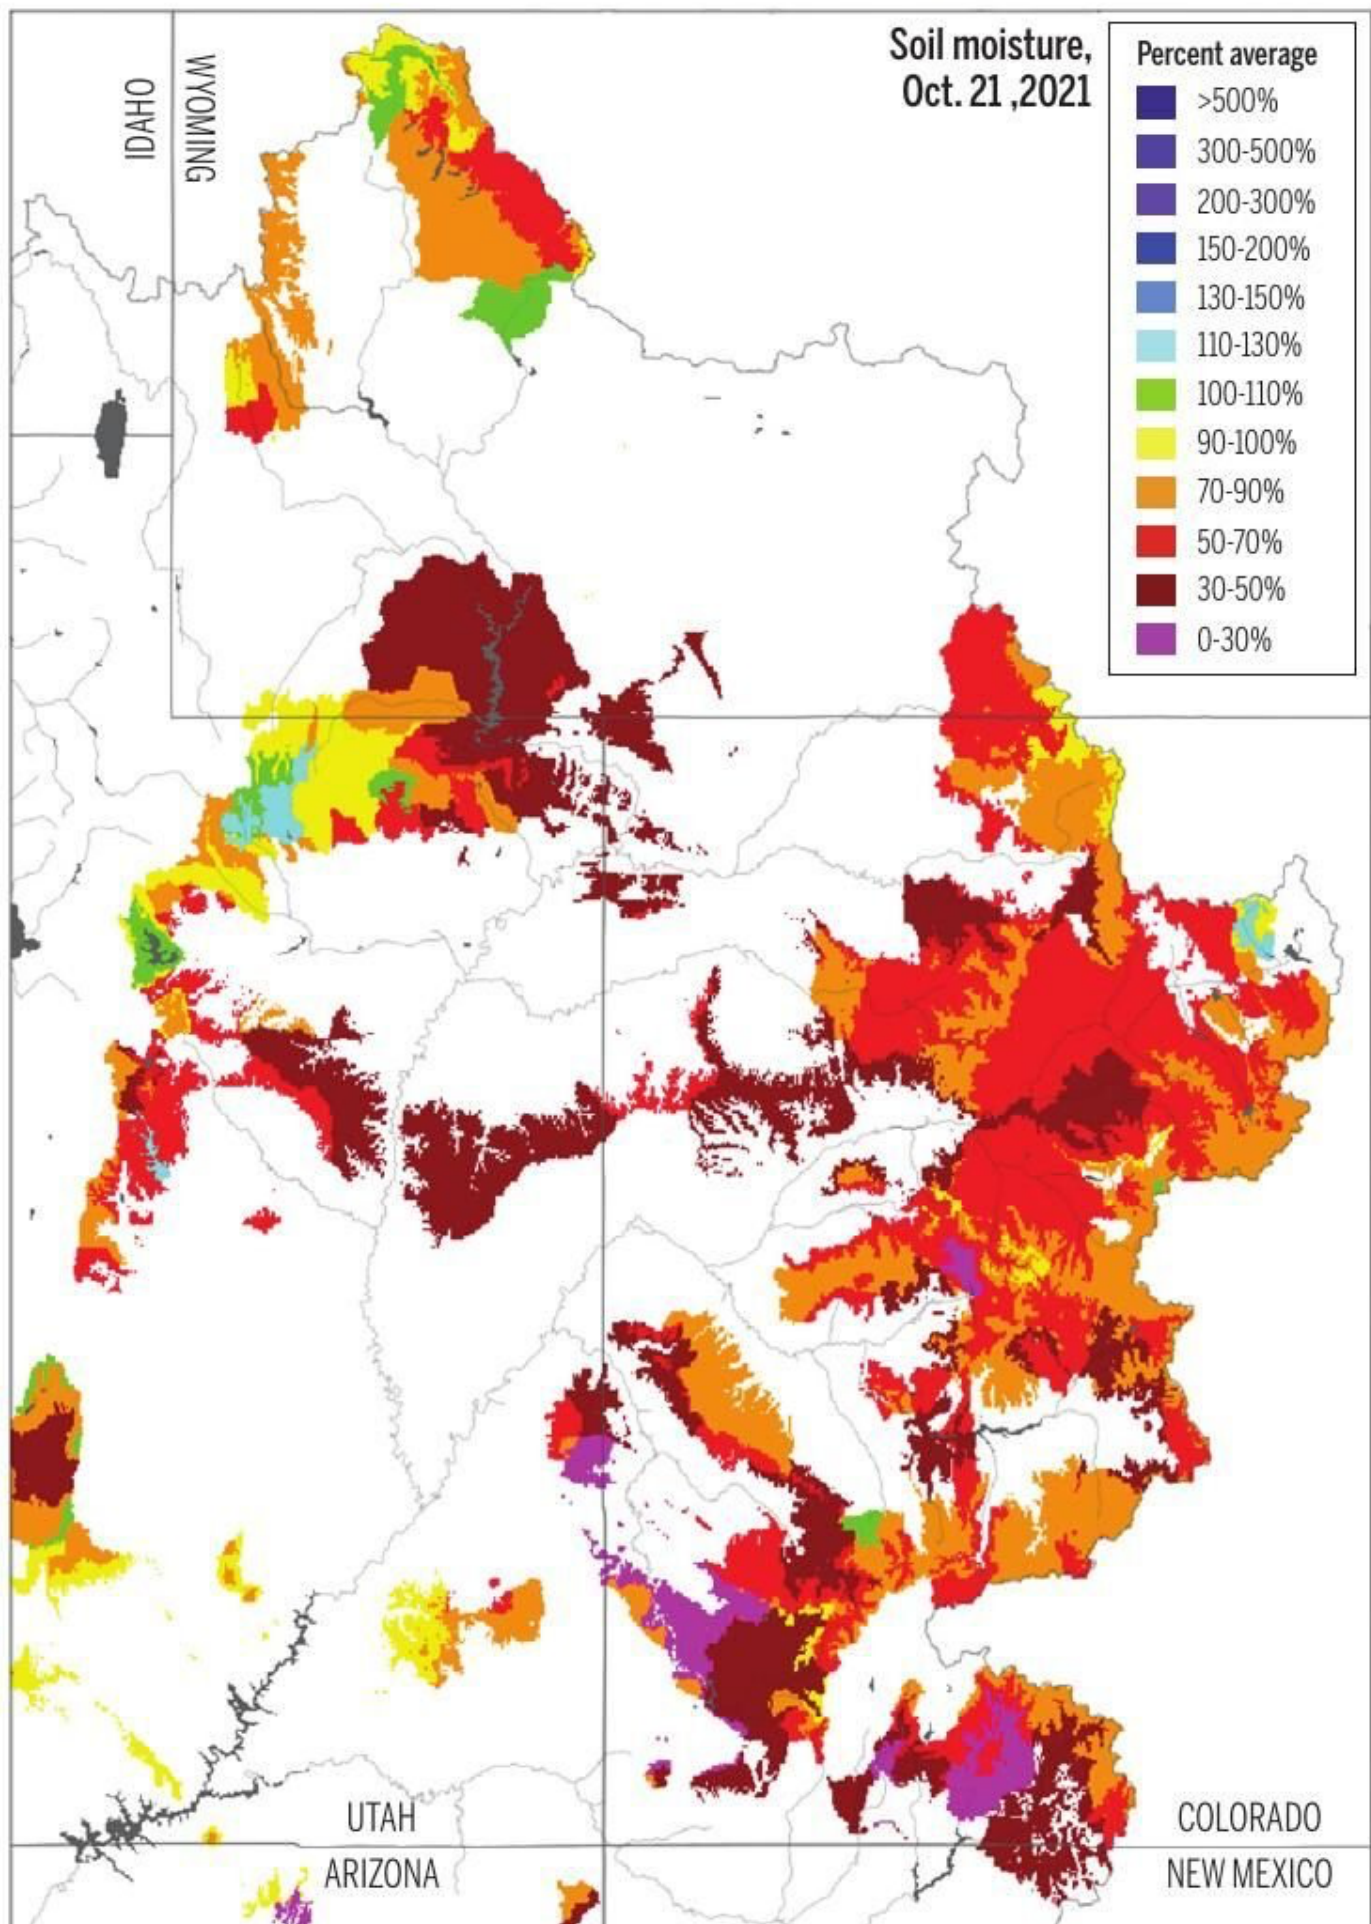 Soil moisture,
Oct. 21 ,2021
Percent average
>500%
300-500%
200-300%
150-200%
130-150%
110-130%
100-110%
90-100%
70-90%
50-70%
30-50%
0-30%
IDAHO
WYOMING
UTAH
COLORADO
ARIZONA
NEW MEXICO